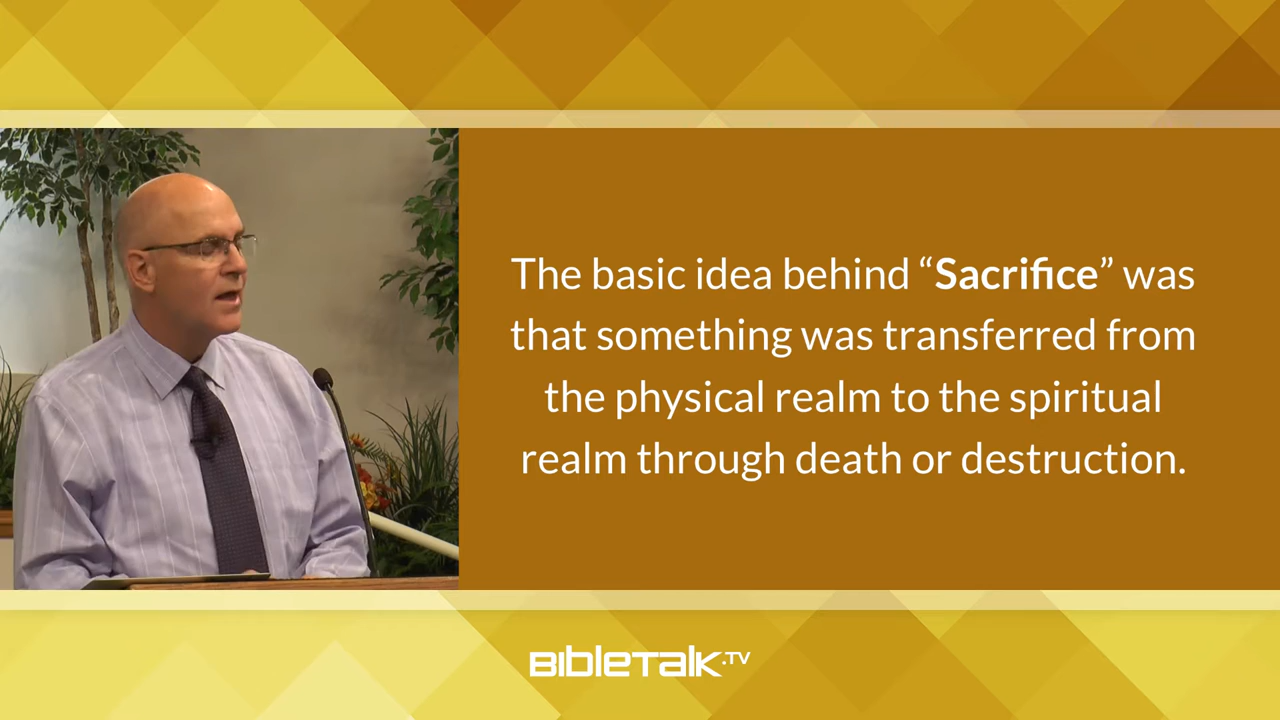 The basic idea behind “Sacrifice” was
that something was transferred from
the physical realm to the spiritual
realm through death or destruction.
BibleTalk.TV